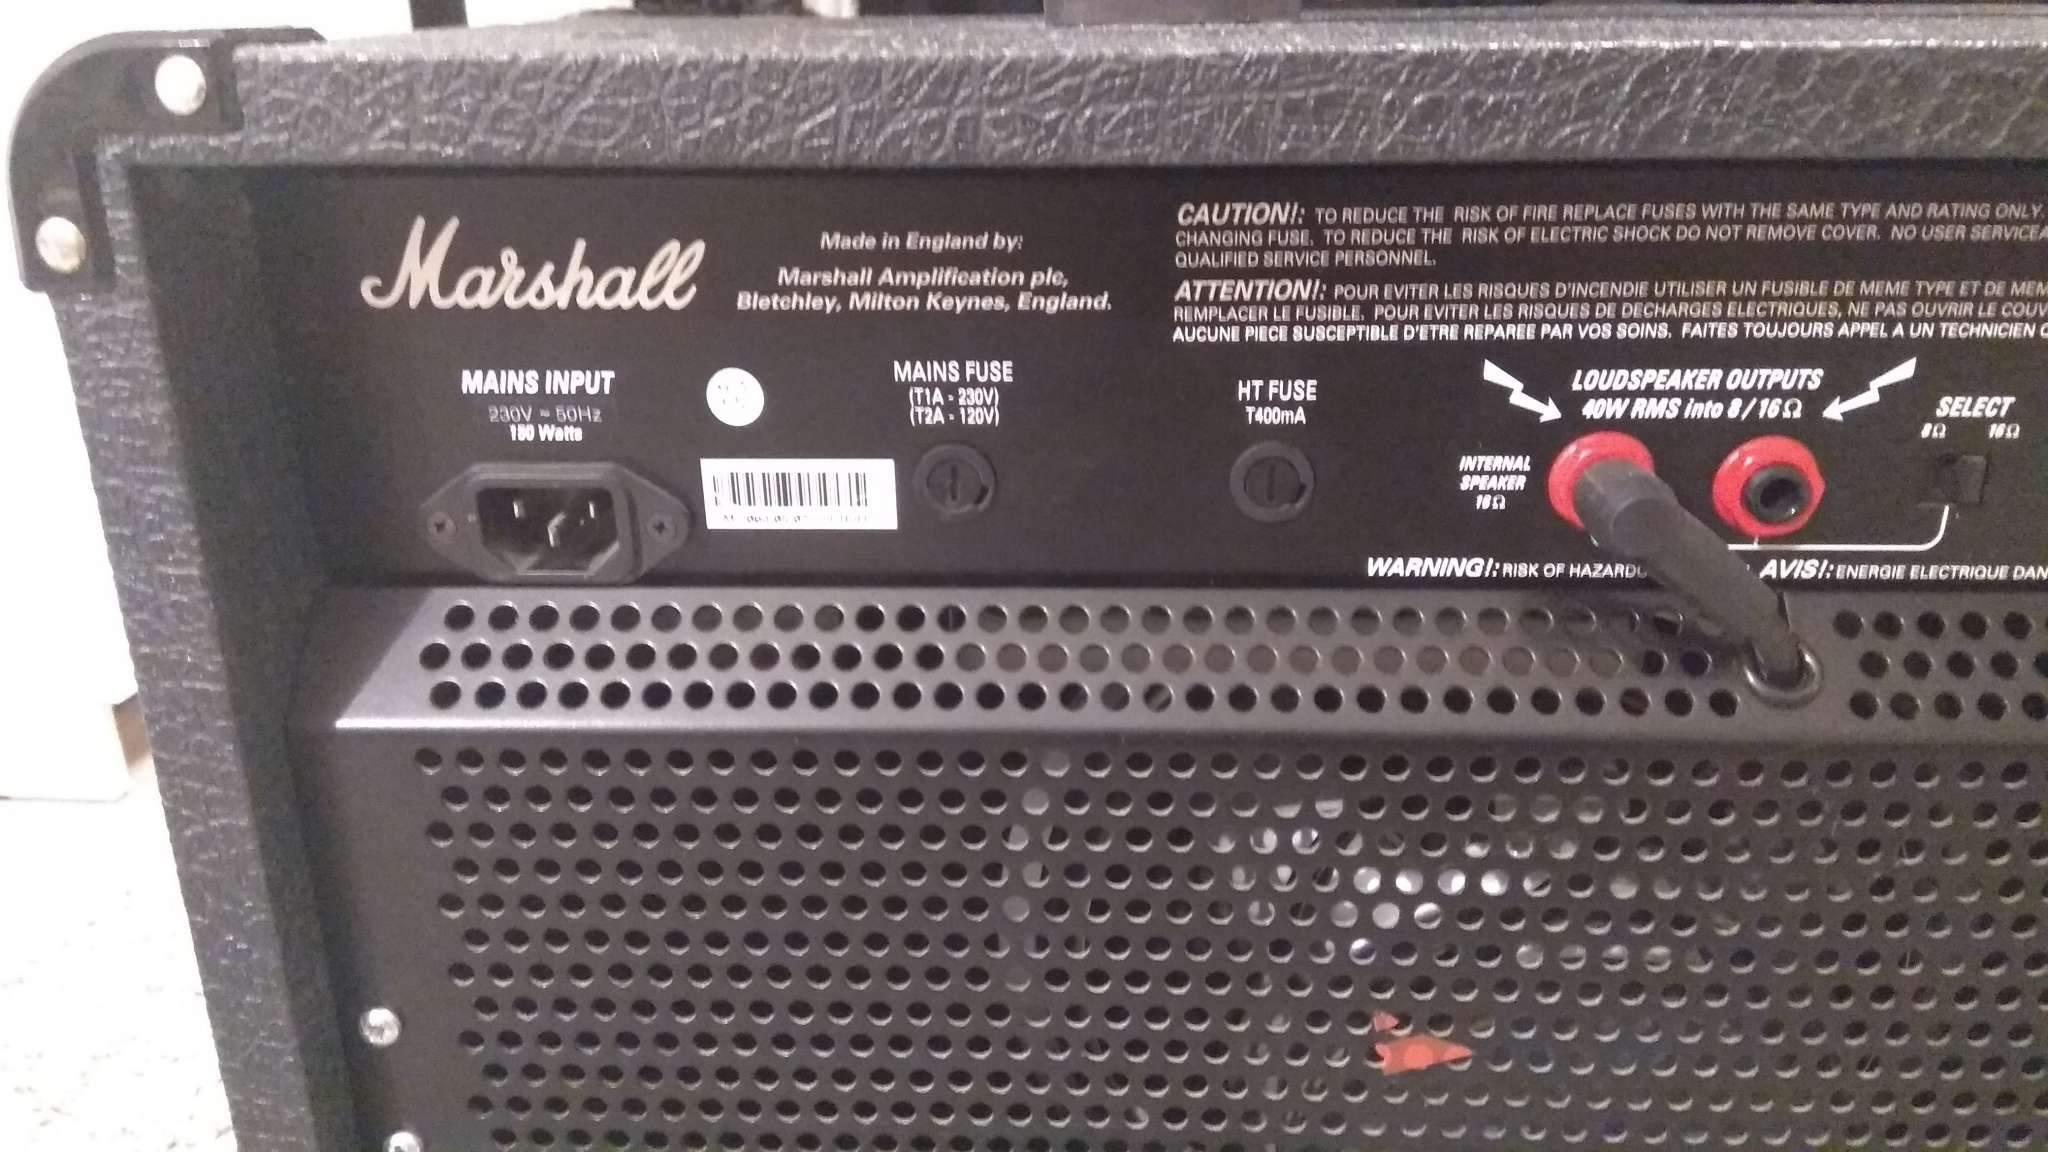 Marshall
Made in England by:
Marshall Amplification plc,
Bletchley, Milton Keynes, England.
CAUTION!: TO REDUCE THE RISK OF FIRE REPLACE FUSES WITH THE SAME TYPE AND RATING ONLY.
CHANGING FUSE. TO REDUCE THE RISK OF ELECTRIC SHOCK DO NOT REMOVE COVER. NO USER
QUALIFIED SERVICE PERSONNEL.
ATTENTION!: POUR EVITER LES RISQUES D'INCENDIE UTILISER UN FUSIBLE DE MEME TYPE ET DE
REMPLACER LE FUSIBLE. POUR EVITER LES RISQUES DE DECHARGES ELECTRIQUES, NE PAS OUVRIR LE
AUCUNE PIECE SUSCEPTIBLE D'ETRE REPAREE PAR VOS SOINS. FAITES TOUJOURS APPEL A UN TECHNICIEN
MAINS INPUT
230V ~ 50Hz
150 Watts
MAINS FUSE
(T1A - 230V)
(T2A - 120V)
HT FUSE
T400mA
LOUDSPEAKER OUTPUTS
40W RMS into 8/16Ω
SELECT
8Ω 16Ω
INTERNAL
SPEAKER
16Ω
WARNING!: RISK OF
AVIS!: ENERGIE ELECTRIQUE